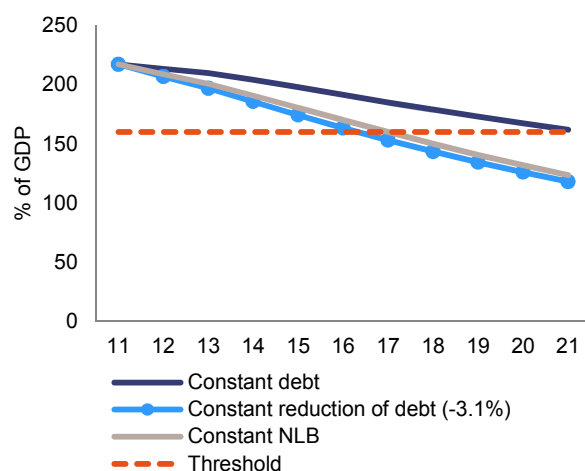 250
200
150
100
50
0
% of GDP
11 12 13 14 15 16 17 18 19 20 21
Constant debt
Constant reduction of debt (-3.1%)
Constant NLB
Threshold